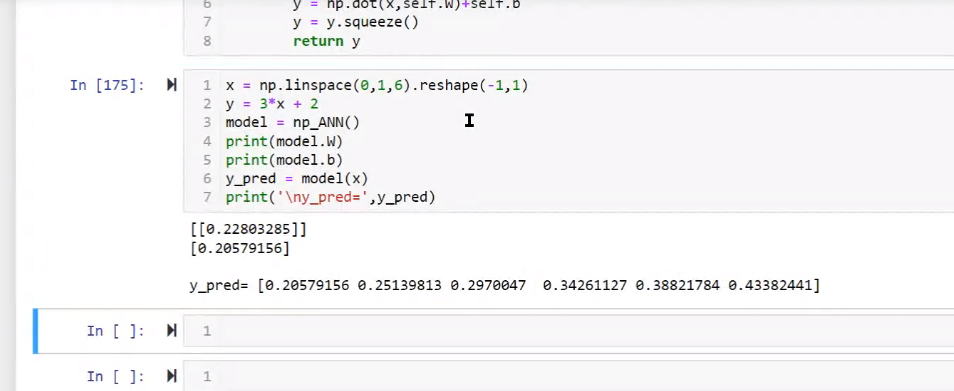 6 y = np.dot(x,self.W)+self.b
7 y = y.squeeze()
8 return y
In [175]:
1 x = np.linspace(0,1,6).reshape(-1,1)
2 y = 3*x + 2
3 model = np_ANN()
4 print(model.W)
5 print(model.b)
6 y_pred = model(x)
7 print('\ny_pred=',y_pred)
[[0.22803285]]
[0.20579156]
y_pred= [0.20579156 0.25139813 0.2970047  0.34261127 0.38821784 0.43382441]
In [ ]: 1
In [ ]: 1